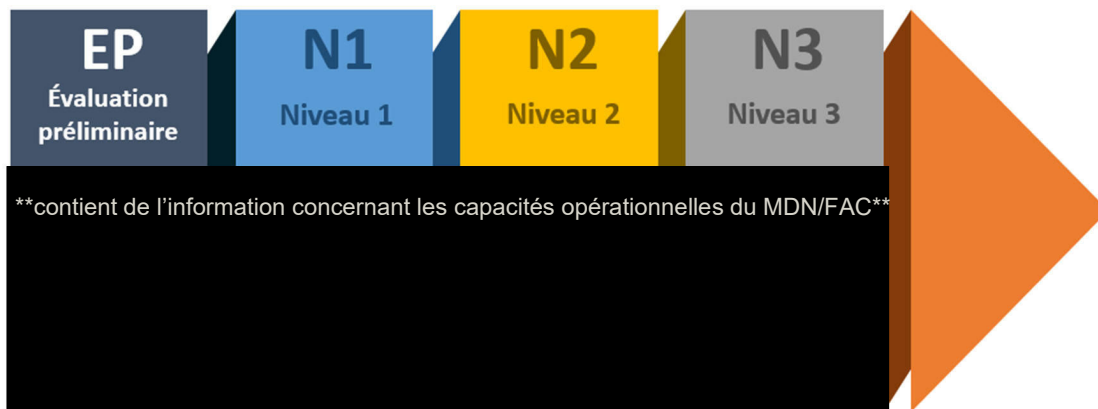 EP
Évaluation
préliminaire
N1
Niveau 1
N2
Niveau 2
N3
Niveau 3
**contient de l’information concernant les capacités opérationnelles du MDN/FAC**